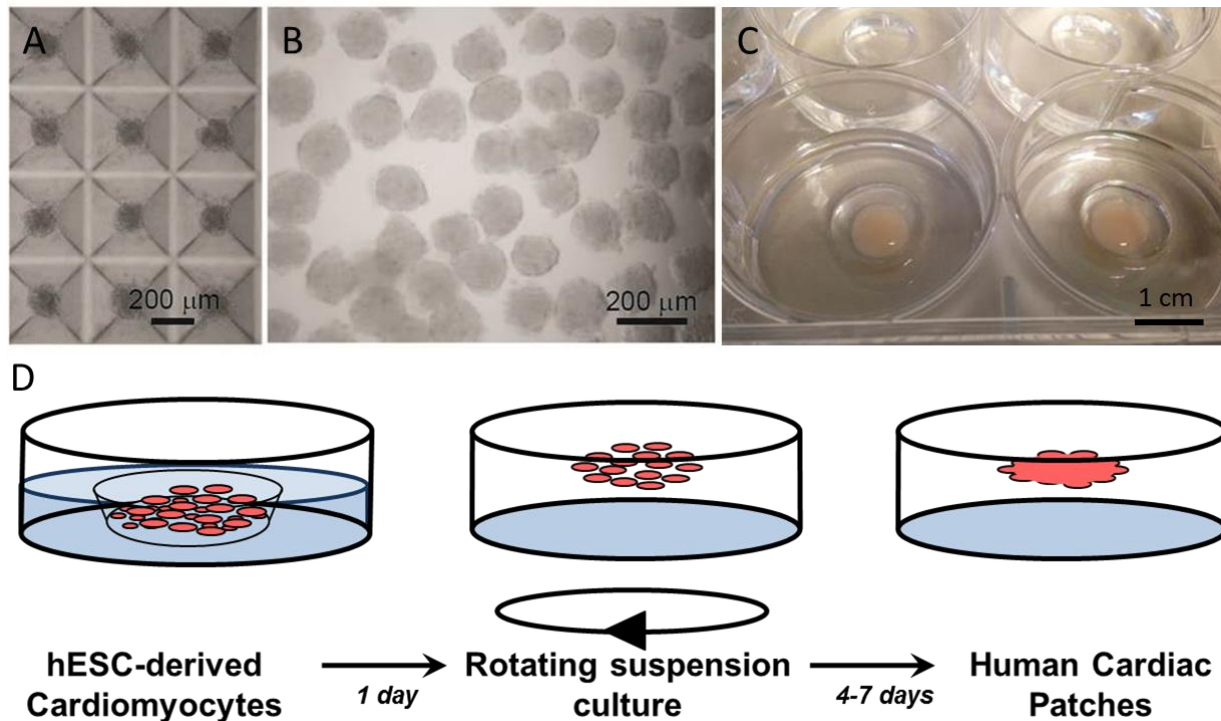 A
B
C
200 μm
200 μm
1 cm
D
hESC-derived
Cardiomyocytes
1 day
Rotating suspension
culture
4-7 days
Human Cardiac
Patches